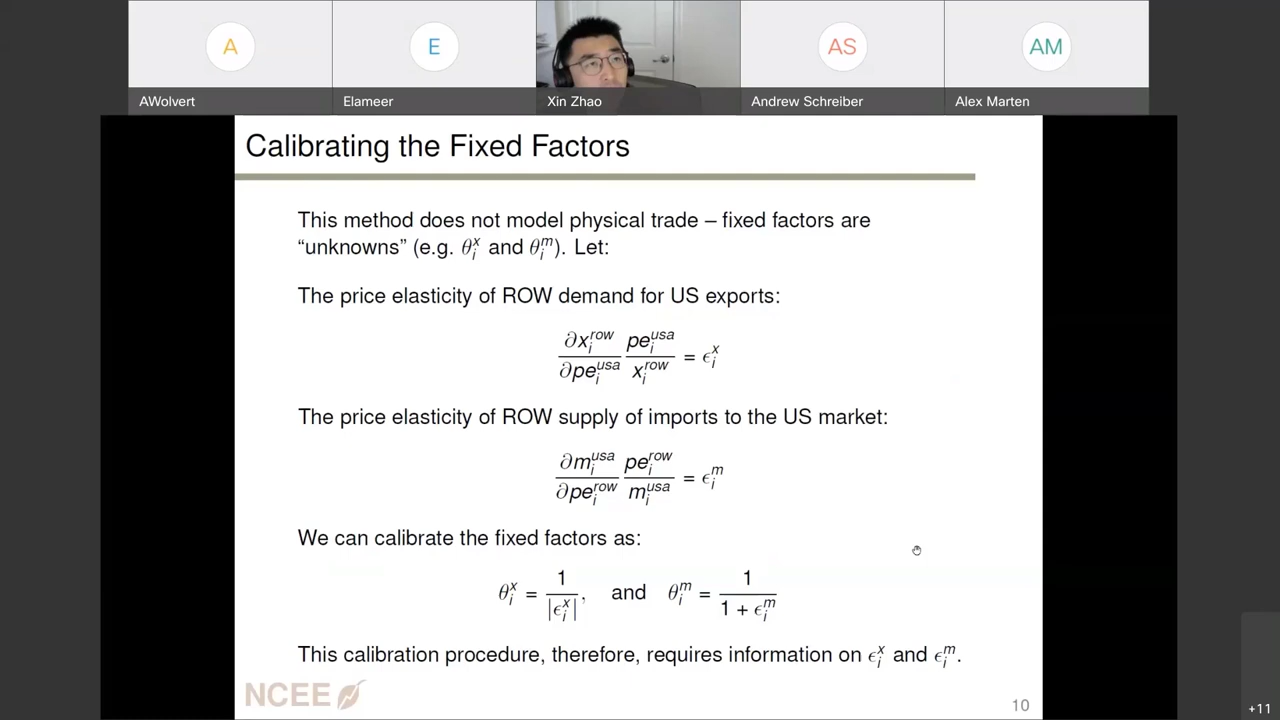 A
E
AS
AM
AWolvert
Elameer
Xin Zhao
Andrew Schreiber
Alex Marten
Calibrating the Fixed Factors
This method does not model physical trade – fixed factors are
“unknowns” (e.g. θ_i^x and θ_i^m). Let:
The price elasticity of ROW demand for US exports:
∂x_i^row/∂pe_i^usa pe_i^usa/x_i^row = ϵ_i^x
The price elasticity of ROW supply of imports to the US market:
∂m_i^usa/∂pe_i^row pe_i^row/m_i^usa = ϵ_i^m
We can calibrate the fixed factors as:
θ_i^x = 1/|ϵ_i^x|, and θ_i^m = 1/(1 + ϵ_i^m)
This calibration procedure, therefore, requires information on ϵ_i^x and ϵ_i^m.
NCEE
10
+11